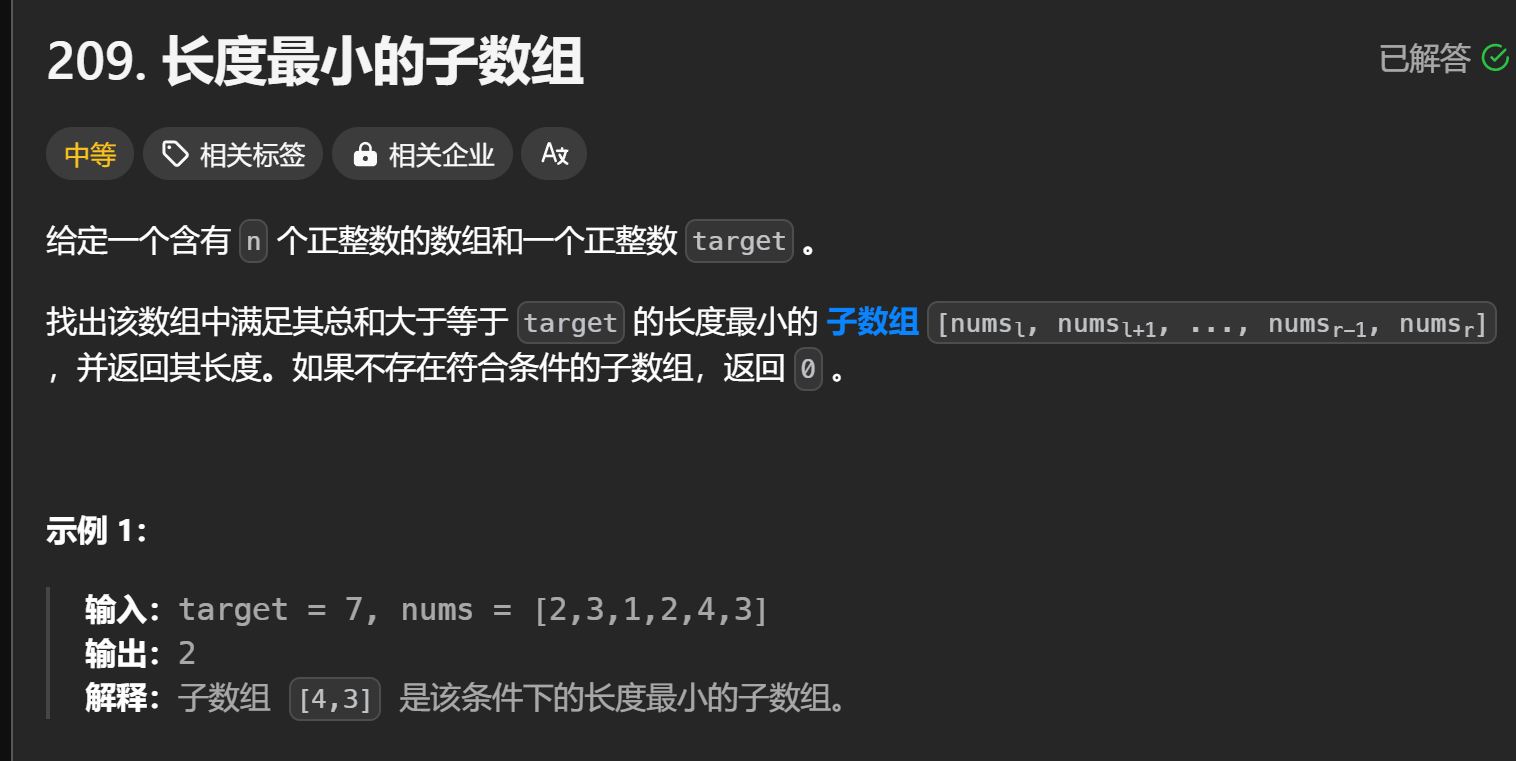 209. 长度最小的子数组
已解答
中等 相关标签 相关企业 A文
给定一个含有 n 个正整数的数组和一个正整数 target 。
找出该数组中满足其总和大于等于 target 的长度最小的 子数组 [numsl, numsl+1, ..., numsr-1, numsr]
，并返回其长度。如果不存在符合条件的子数组，返回 0 。
示例 1：
输入：target = 7, nums = [2,3,1,2,4,3]
输出：2
解释：子数组 [4,3] 是该条件下的长度最小的子数组。